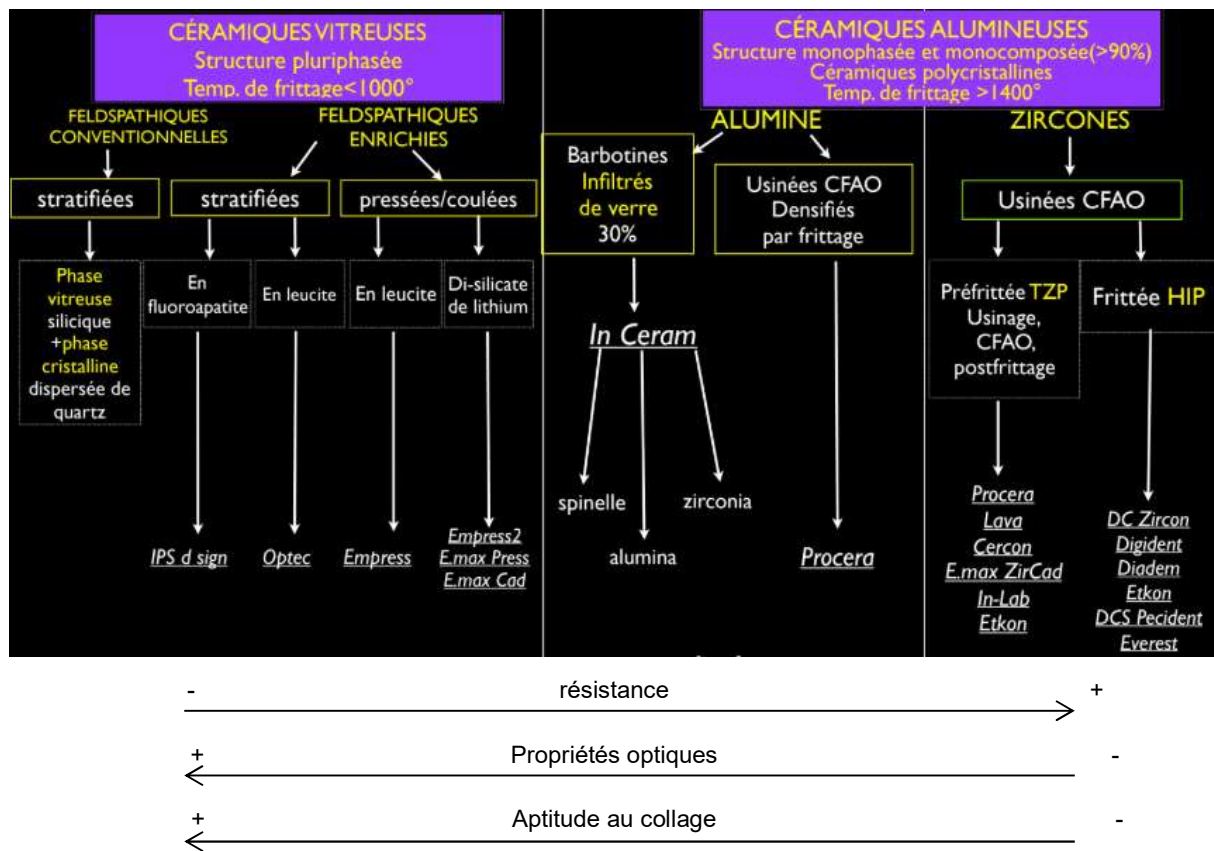 CÉRAMIQUES VITREUSES
Structure pluriphasée
Temp. de frittage<1000°
CÉRAMIQUES ALUMINEUSES
Structure monophasée et monocomposée(>90%)
Céramiques polycristallines
Temp. de frittage >1400°
FELDSPATHIQUES
CONVENTIONNELLES
FELDSPATHIQUES
ENRICHIES
ALUMINE
ZIRCONES
stratifiées
stratifiées
pressées/coulées
Barbotines
Infiltrés
de verre
30%
Usinées CFAO
Densifiés
par frittage
Usinées CFAO
Phase
vitreuse
silicique
+phase
cristalline
dispersée de
quartz
En
fluoroapatite
En leucite
En leucite
Di-silicate
de lithium
In Ceram
Préfrittée TZP
Usinage,
CFAO,
postfrittage
Frittée HIP
spinelle
alumina
zirconia
IPS d sign
Optec
Empress
Empress2
E.max Press
E.max Cad
Procera
Procera
Lava
Cercon
E.max ZirCad
In-Lab
Etkon
DC Zircon
Digident
Diadem
Etkon
DCS Pecident
Everest
- résistance +
+ Propriétés optiques -
+ Aptitude au collage -